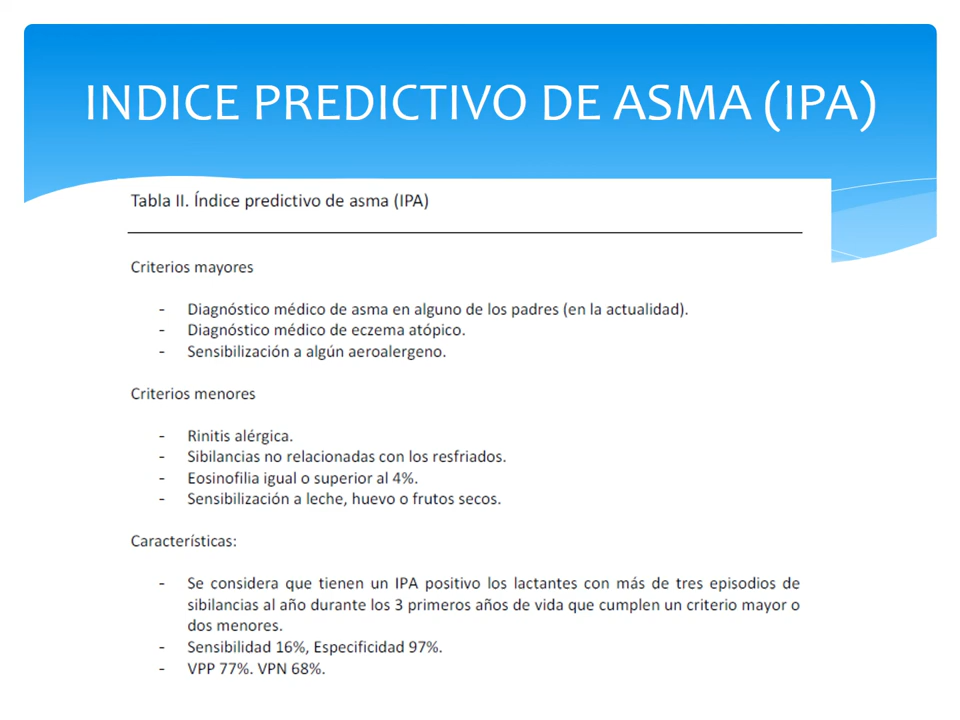 INDICE PREDICTIVO DE ASMA (IPA)
Tabla II. Índice predictivo de asma (IPA)
Criterios mayores
- Diagnóstico médico de asma en alguno de los padres (en la actualidad).
- Diagnóstico médico de eczema atópico.
- Sensibilización a algún aeroalergeno.
Criterios menores
- Rinitis alérgica.
- Sibilancias no relacionadas con los resfriados.
- Eosinofilia igual o superior al 4%.
- Sensibilización a leche, huevo o frutos secos.
Características:
- Se considera que tienen un IPA positivo los lactantes con más de tres episodios de
sibilancias al año durante los 3 primeros años de vida que cumplen un criterio mayor o
dos menores.
- Sensibilidad 16%, Especificidad 97%.
- VPP 77%. VPN 68%.